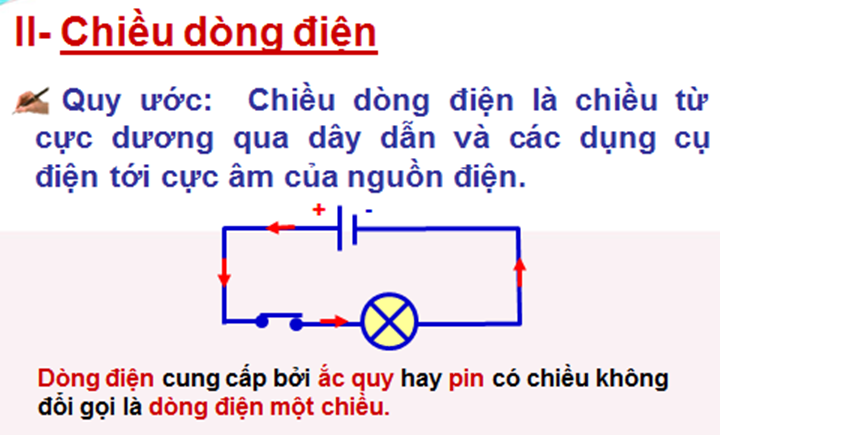 II- Chiều dòng điện
Quy ước: Chiều dòng điện là chiều từ
cực dương qua dây dẫn và các dụng cụ
điện tới cực âm của nguồn điện.
+ -
Dòng điện cung cấp bởi ắc quy hay pin có chiều không
đổi gọi là dòng điện một chiều.